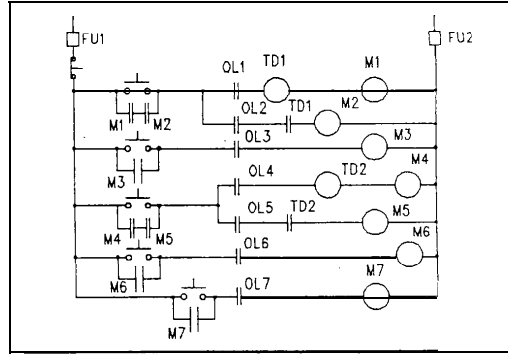 FU1 FU2
OL1 TD1 M1
M1 M2 OL2 TD1 M2
OL3 M3
M3
OL4 TD2 M4
M4 M5 OL5 TD2 M5
OL6 M6
M6
OL7 M7
M7